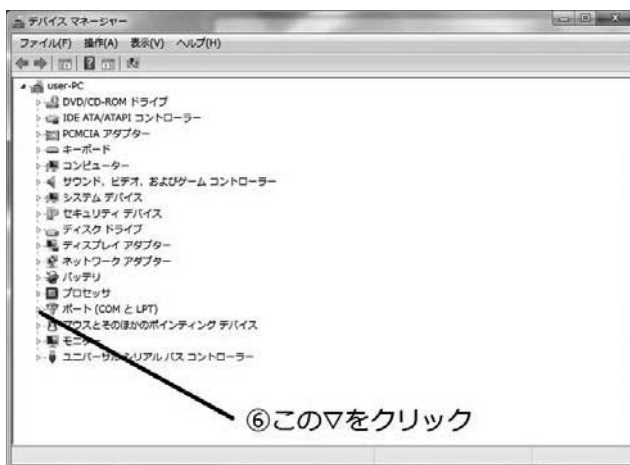 デバイス マネージャー
ファイル(F) 操作(A) 表示(V) ヘルプ(H)
user-PC
DVD/CD-ROM ドライブ
IDE ATA/ATAPI コントローラー
PCMCIA アダプター
キーボード
コンピューター
サウンド、ビデオ、およびゲーム コントローラー
システム デバイス
セキュリティ デバイス
ディスク ドライブ
ディスプレイ アダプター
ネットワーク アダプター
バッテリ
プロセッサ
ポート (COM と LPT)
マウスとそのほかのポインティング デバイス
モニター
ユニバーサル シリアル バス コントローラー
⑥この▽をクリック